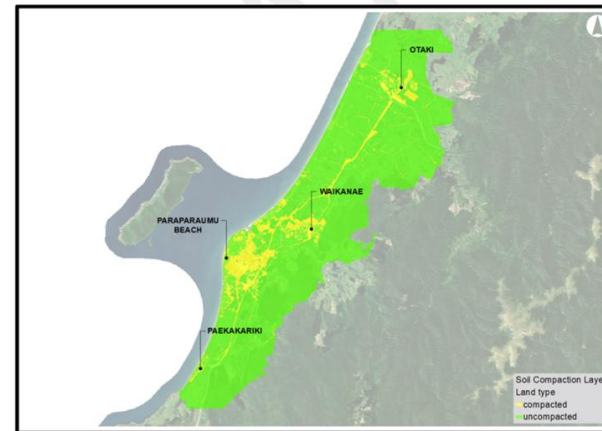 OTAKI
WAIKANAE
PARAPARAUMU
BEACH
PAEKAKARIKI
Soil Compaction Laye
Land type
compacted
uncompacted